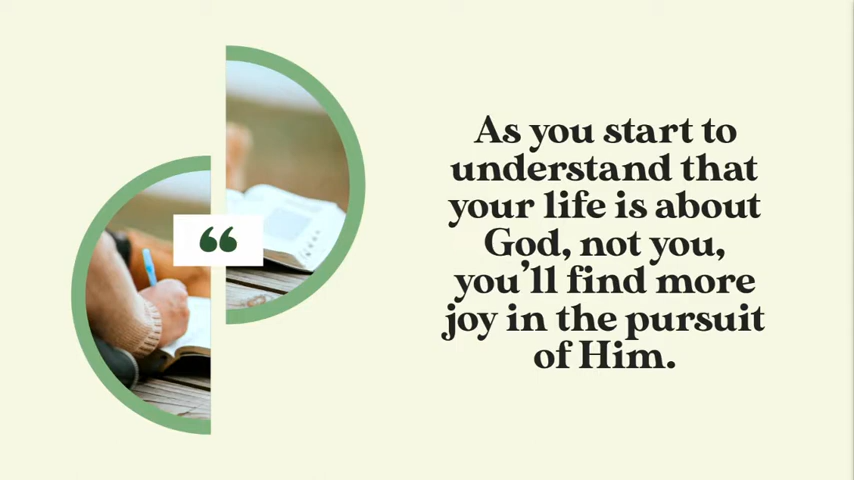 As you start to
understand that
your life is about
God, not you,
you'll find more
joy in the pursuit
of Him.